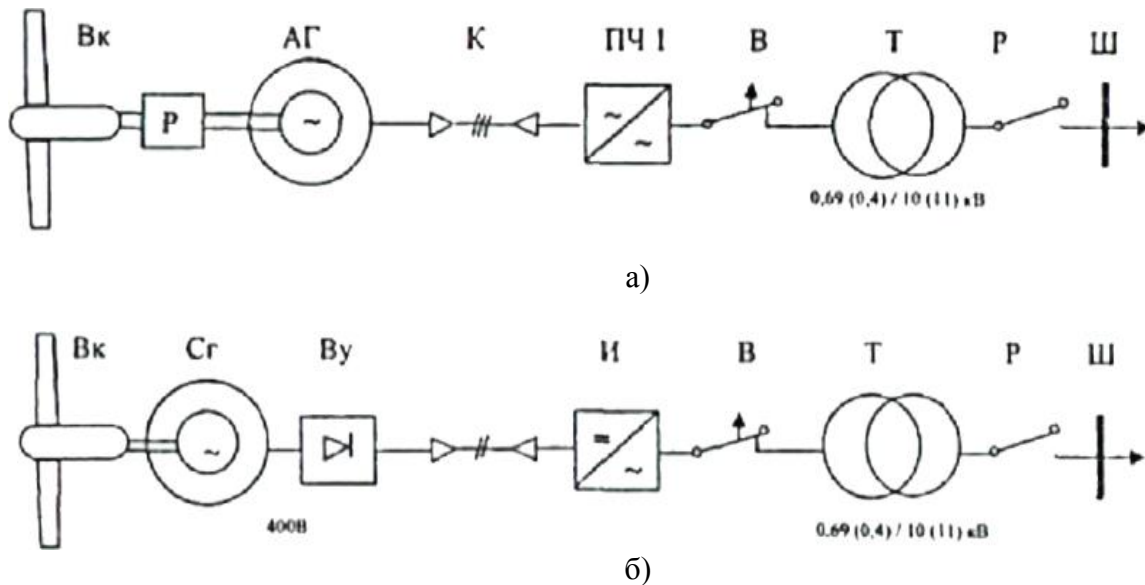 Вк АГ К ПЧ 1 В Т Р Ш
Р ~ ~ ~
0,69 (0,4) / 10 (11) кВ
а)
Вк Сг Ву И В Т Р Ш
~ = ~
400В
0,69 (0,4) / 10 (11) кВ
б)